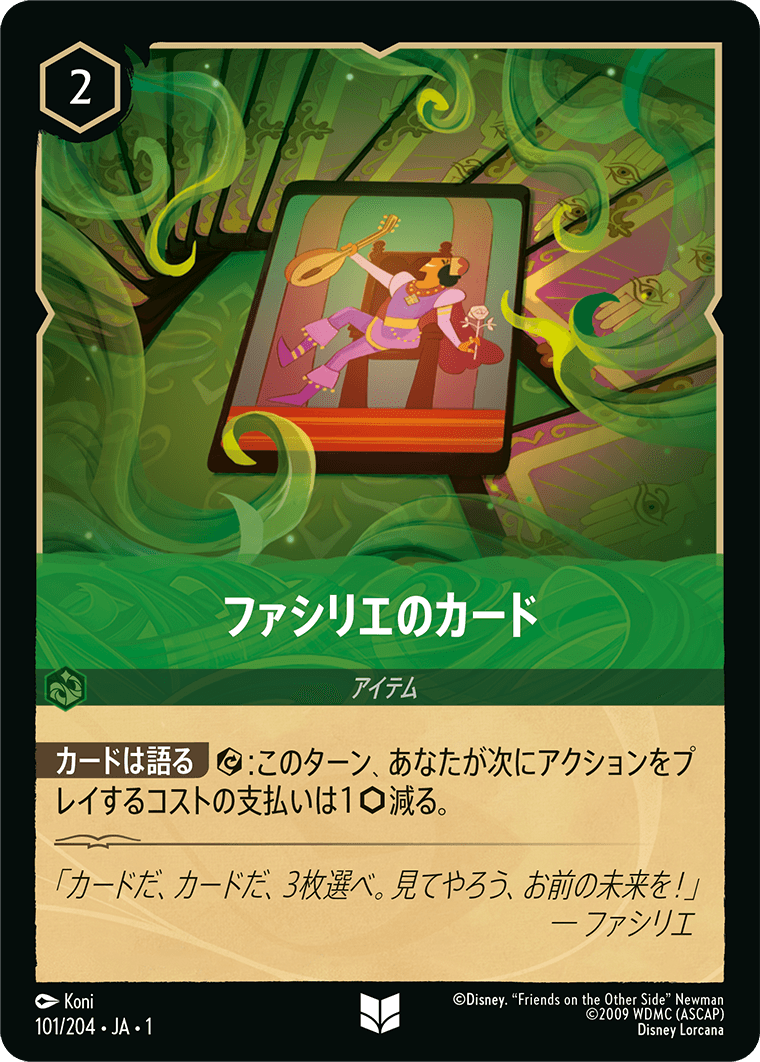 2
ファシリエのカード
アイテム
カードは語る :このターン、あなたが次にアクションをプ
レイするコストの支払いは1減る。
「カードだ、カードだ、3枚選べ。見てやろう、お前の未来を!」
— ファシリエ
Koni
101/204 • JA • 1
©Disney. “Friends on the Other Side” Newman
©2009 WDMC (ASCAP)
Disney Lorcana